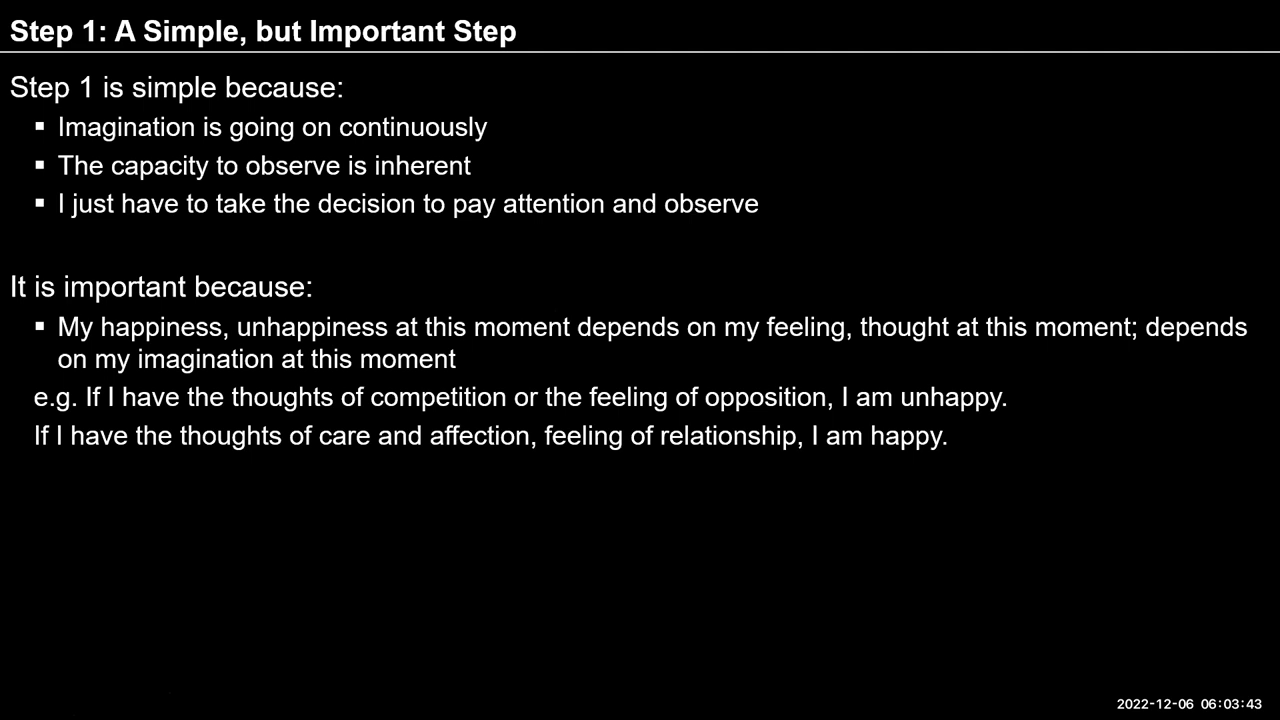 Step 1: A Simple, but Important Step
Step 1 is simple because:
▪ Imagination is going on continuously
▪ The capacity to observe is inherent
▪ I just have to take the decision to pay attention and observe
It is important because:
▪ My happiness, unhappiness at this moment depends on my feeling, thought at this moment; depends
on my imagination at this moment
e.g. If I have the thoughts of competition or the feeling of opposition, I am unhappy.
If I have the thoughts of care and affection, feeling of relationship, I am happy.
2022-12-06 06:03:43